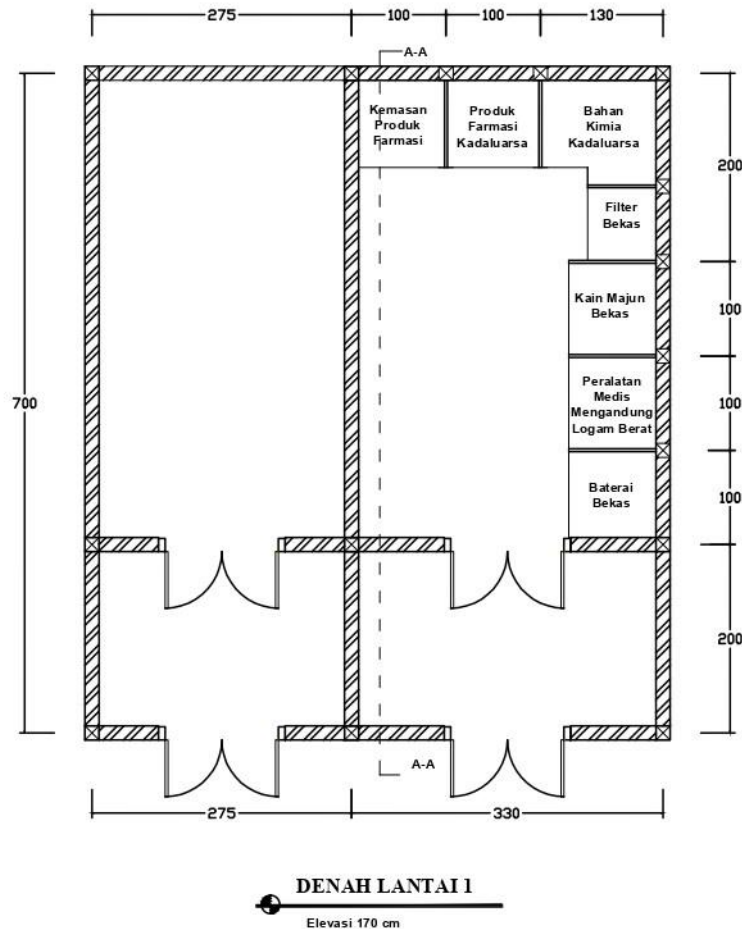 275
100
100
130
A-A
Kemasan
Produk
Farmasi
Produk
Farmasi
Kadaluarsa
Bahan
Kimia
Kadaluarsa
200
Filter
Bekas
Kain Majun
Bekas
100
700
Peralatan
Medis
Mengandung
Logam Berat
100
Baterai
Bekas
100
200
A-A
275
330
DENAH LANTAI 1
Elevasi 170 cm